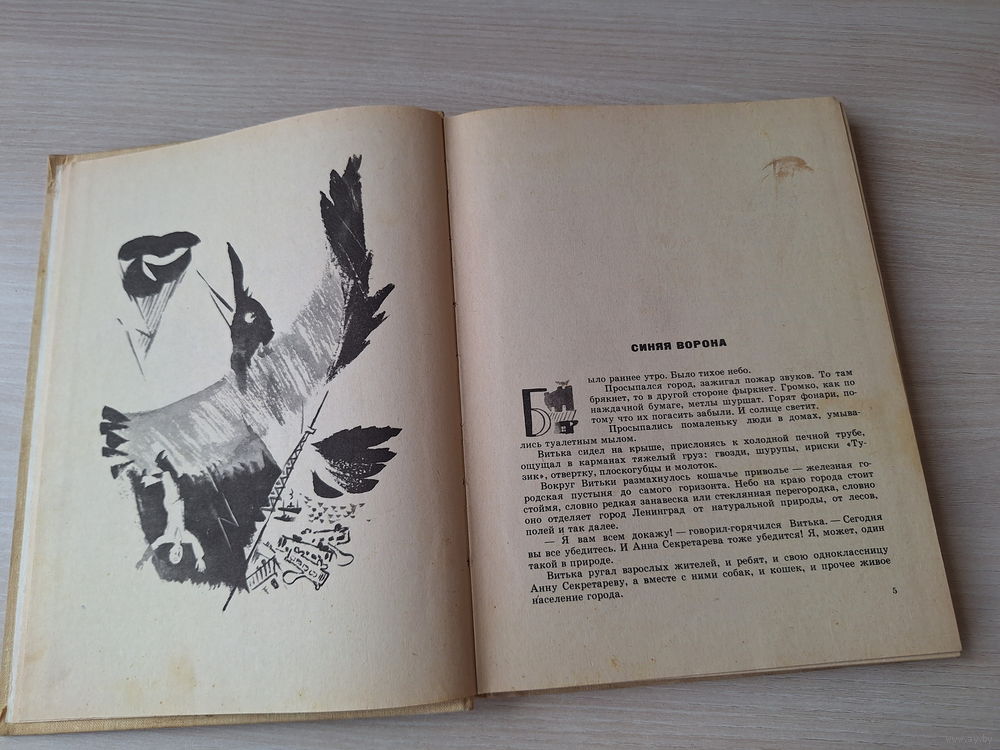 СИНЯЯ ВОРОНА
Было раннее утро. Было тихое небо.
Просыпался город, зажигал пожар звуков. То там
брякнет, то в другой стороне фыркнет. Громко, как по
наждачной бумаге, метлы шуршат. Горят фонари, по-
тому что их погасить забыли. И солнце светит.
Просыпались помаленьку люди в домах, умыва-
лись туалетным мылом.
Витька сидел на крыше, прислонясь к холодной печной трубе,
ощущал в карманах тяжелый груз: гвозди, шурупы, ириски «Ту-
зик», отвертку, плоскогубцы и молоток.
Вокруг Витьки размахнулось кошачье приволье — железная го-
родская пустыня до самого горизонта. Небо на краю города стоит
стоймя, словно редкая занавеска или стеклянная перегородка, словно
оно отделяет город Ленинград от натуральной природы, от лесов,
полей и так далее.
— Я вам всем докажу! — говорил-горячился Витька. — Сегодня
вы все убедитесь. И Анна Секретарева тоже убедится! Я, может, один
такой в природе.
Витька ругал взрослых жителей, и ребят, и свою одноклассницу
Анну Секретареву, а вместе с ними собак, и кошек, и прочее живое
население города.
5
www.ay.by